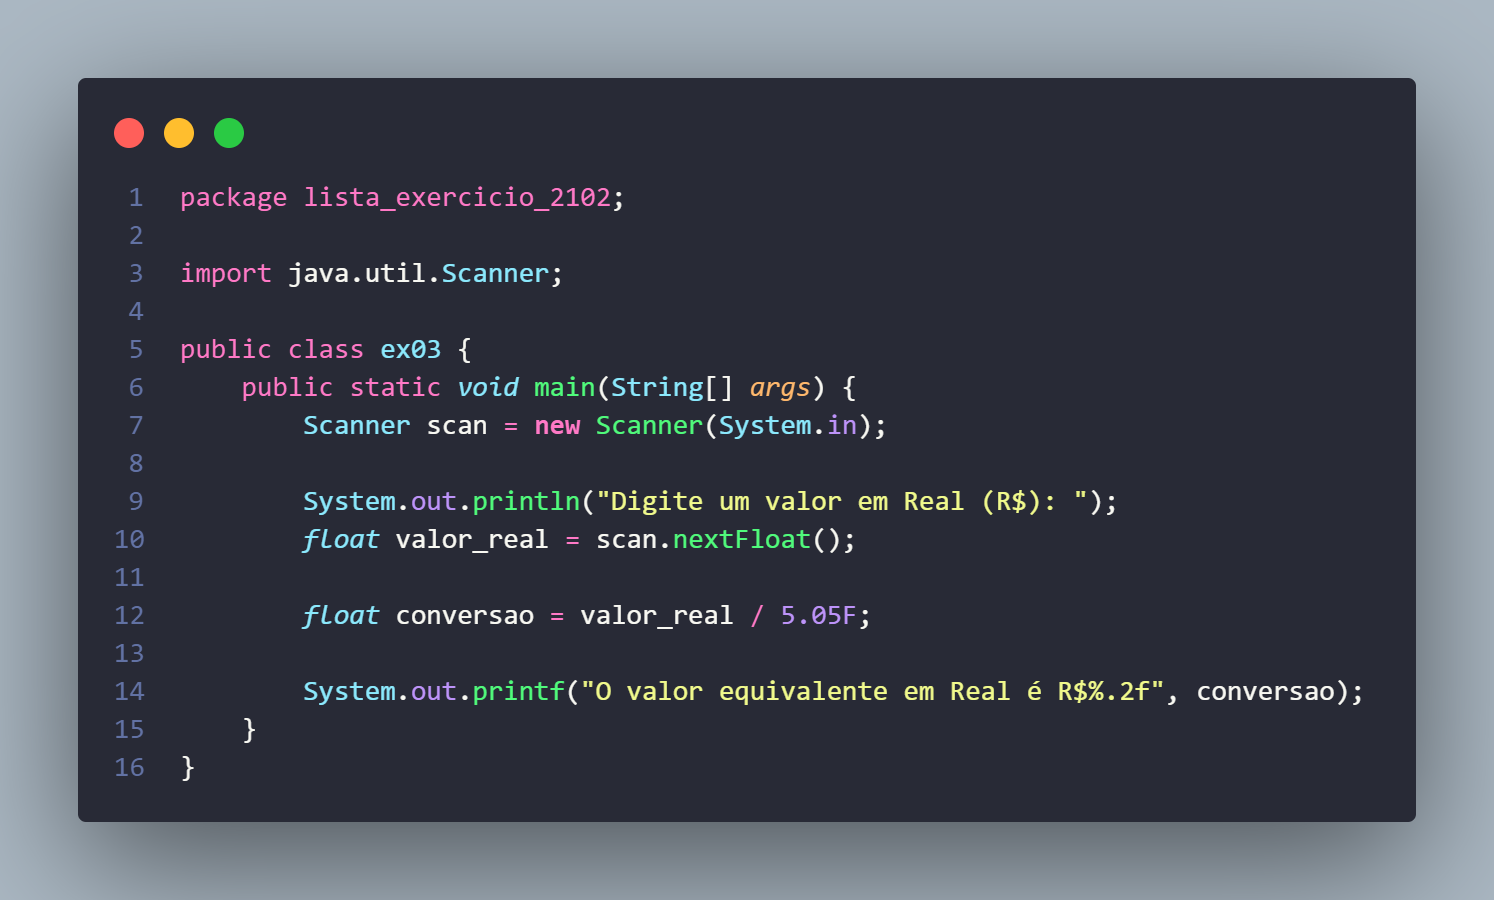 1 package lista_exercicio_2102;
2
3 import java.util.Scanner;
4
5 public class ex03 {
6     public static void main(String[] args) {
7         Scanner scan = new Scanner(System.in);
8
9         System.out.println("Digite um valor em Real (R$): ");
10         float valor_real = scan.nextFloat();
11
12         float conversao = valor_real / 5.05F;
13
14         System.out.printf("O valor equivalente em Real é R$%.2f", conversao);
15     }
16 }